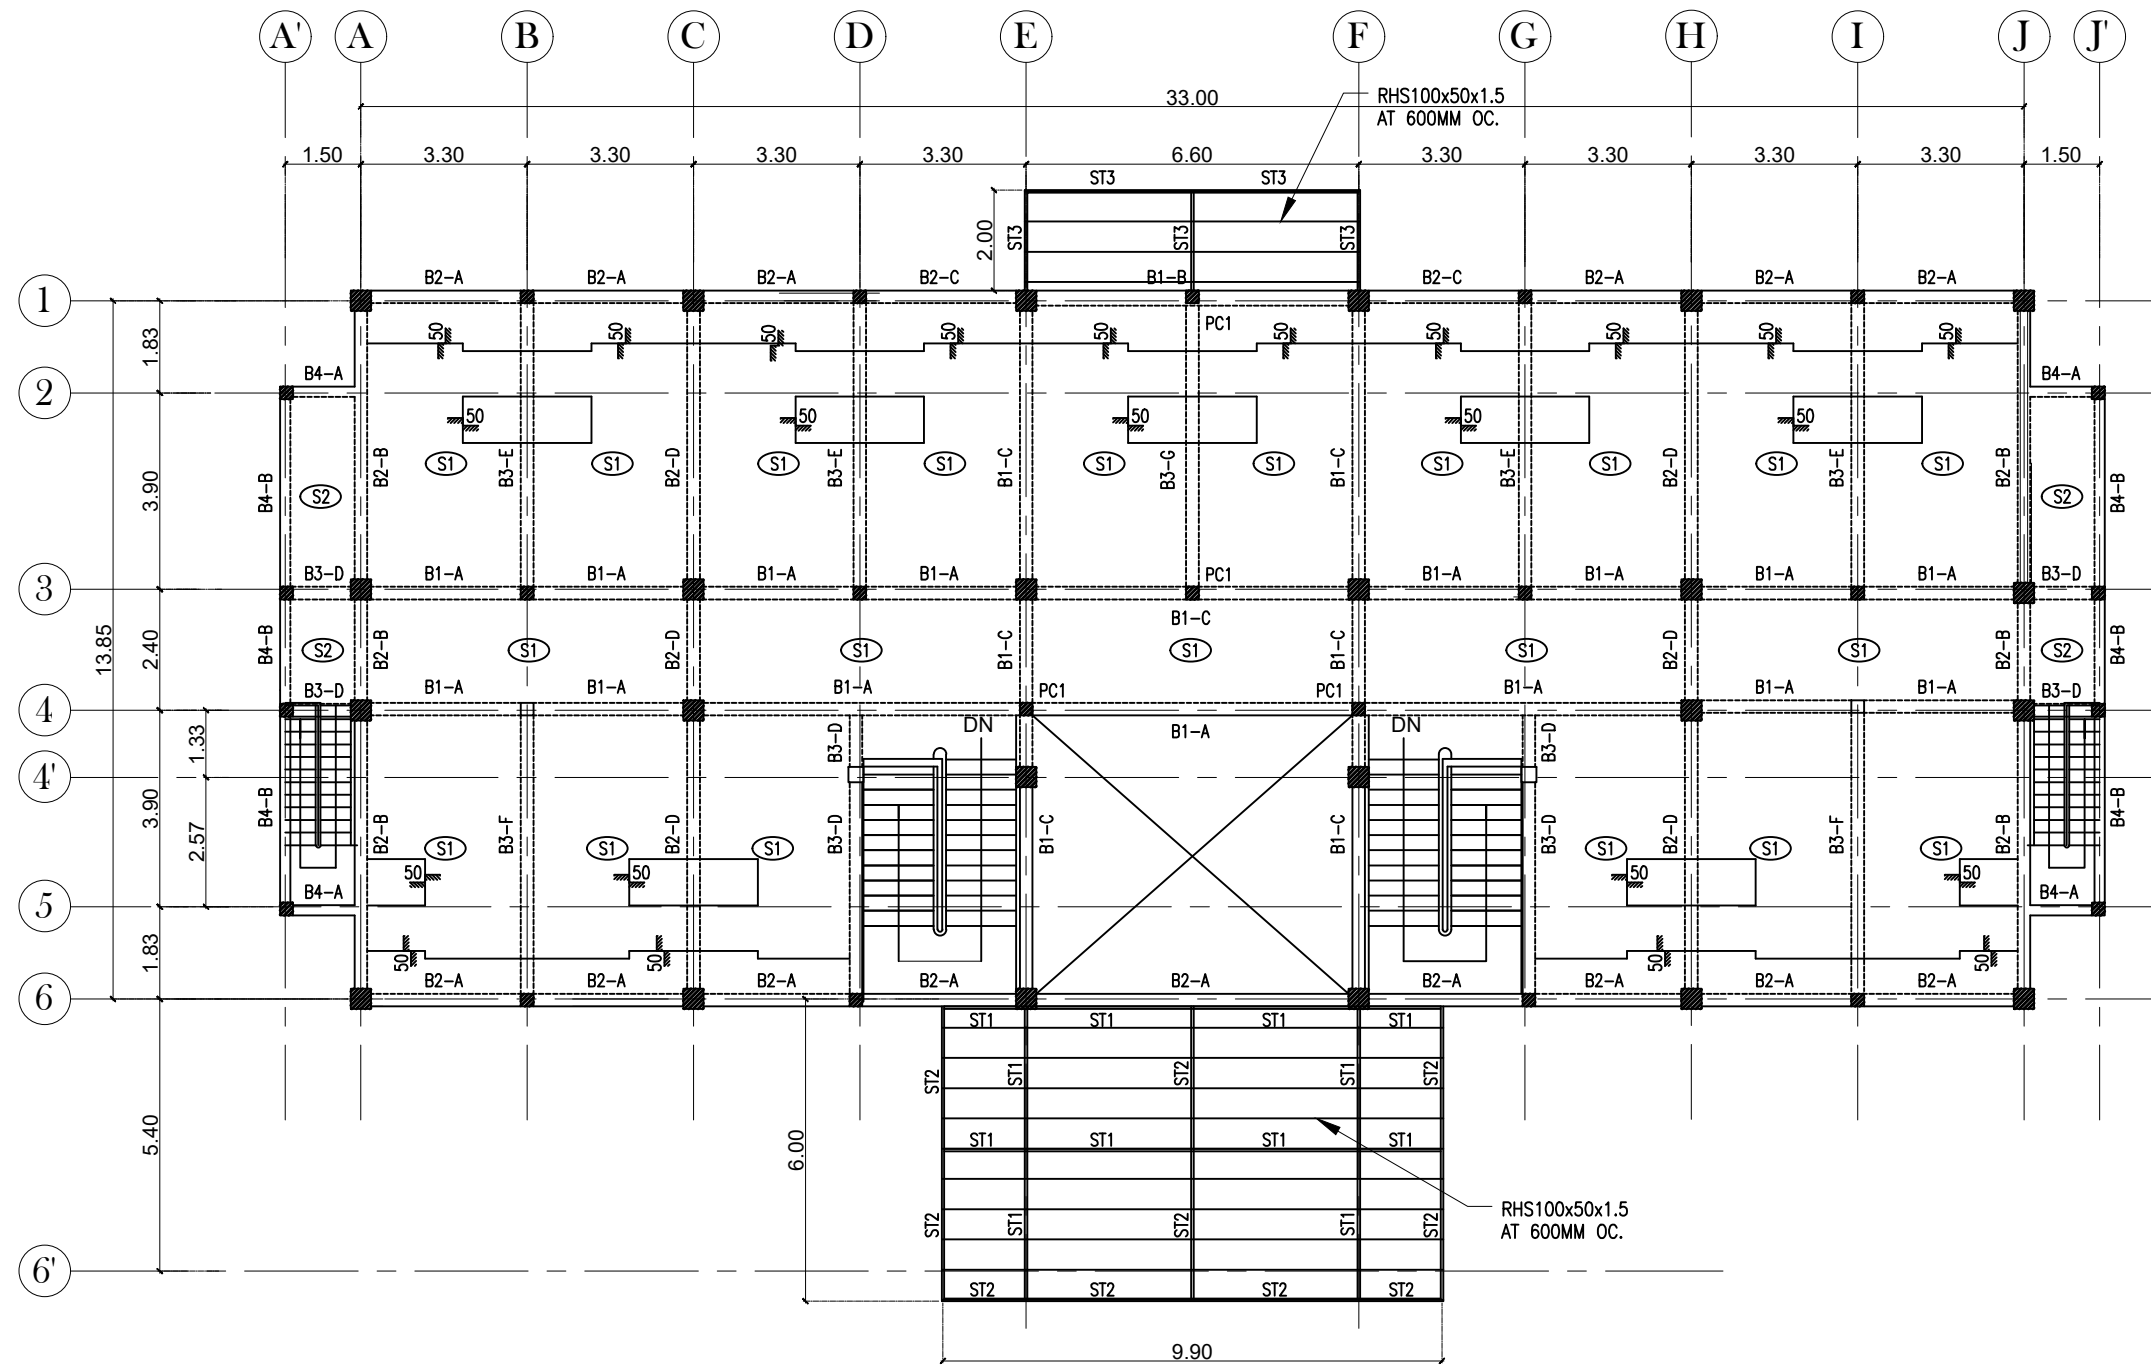 A' A B C D E F G H I J J'
RHS100x50x1.5
AT 600MM OC.
33.00
1.50 3.30 3.30 3.30 3.30 6.60 3.30 3.30 3.30 3.30 1.50
ST3 ST3
2.00 ST3 ST3 ST3
B2-A B2-A B2-A B2-C B1-B B2-C B2-A B2-A B2-A
1
PC1
50 50 50 50 50 50 50 50 50 50
1.83
B4-A B4-A
2
50 50 50 50 50
S1 S1 S1 S1 S1 S1 S1 S1 S1 S1
B4-B B2-B B3-E B2-D B3-E B1-C B3-G B1-C B3-E B2-D B3-E B2-B B4-B
3.90 S2 S2
B3-D B1-A B1-A B1-A B1-A PC1 B1-A B1-A B1-A B1-A B3-D
3
B1-C
13.85 2.40
B4-B S2 B2-B S1 B2-D S1 B1-C S1 B1-C S1 B2-D S1 B2-B S2 B4-B
B3-D B1-A B1-A B1-A PC1 PC1 B1-A B1-A B1-A B3-D
4
DN B1-A DN
1.33 B3-D B3-D
4'
3.90 2.57
B4-B B2-B S1 B3-F S1 B2-D S1 B3-D B1-C B1-C B3-D S1 B2-D S1 B3-F S1 B2-B B4-B
50 50 50 50
B4-A B4-A
5
1.83
50 50 50 50
B2-A B2-A B2-A B2-A B2-A B2-A B2-A B2-A B2-A
6
ST1 ST1 ST1 ST1
ST2 ST1 ST2 ST1 ST2
5.40 6.00
ST1 ST1 ST1 ST1
RHS100x50x1.5
AT 600MM OC.
ST2 ST1 ST2 ST1 ST2
6'
ST2 ST2 ST2 ST2
9.90